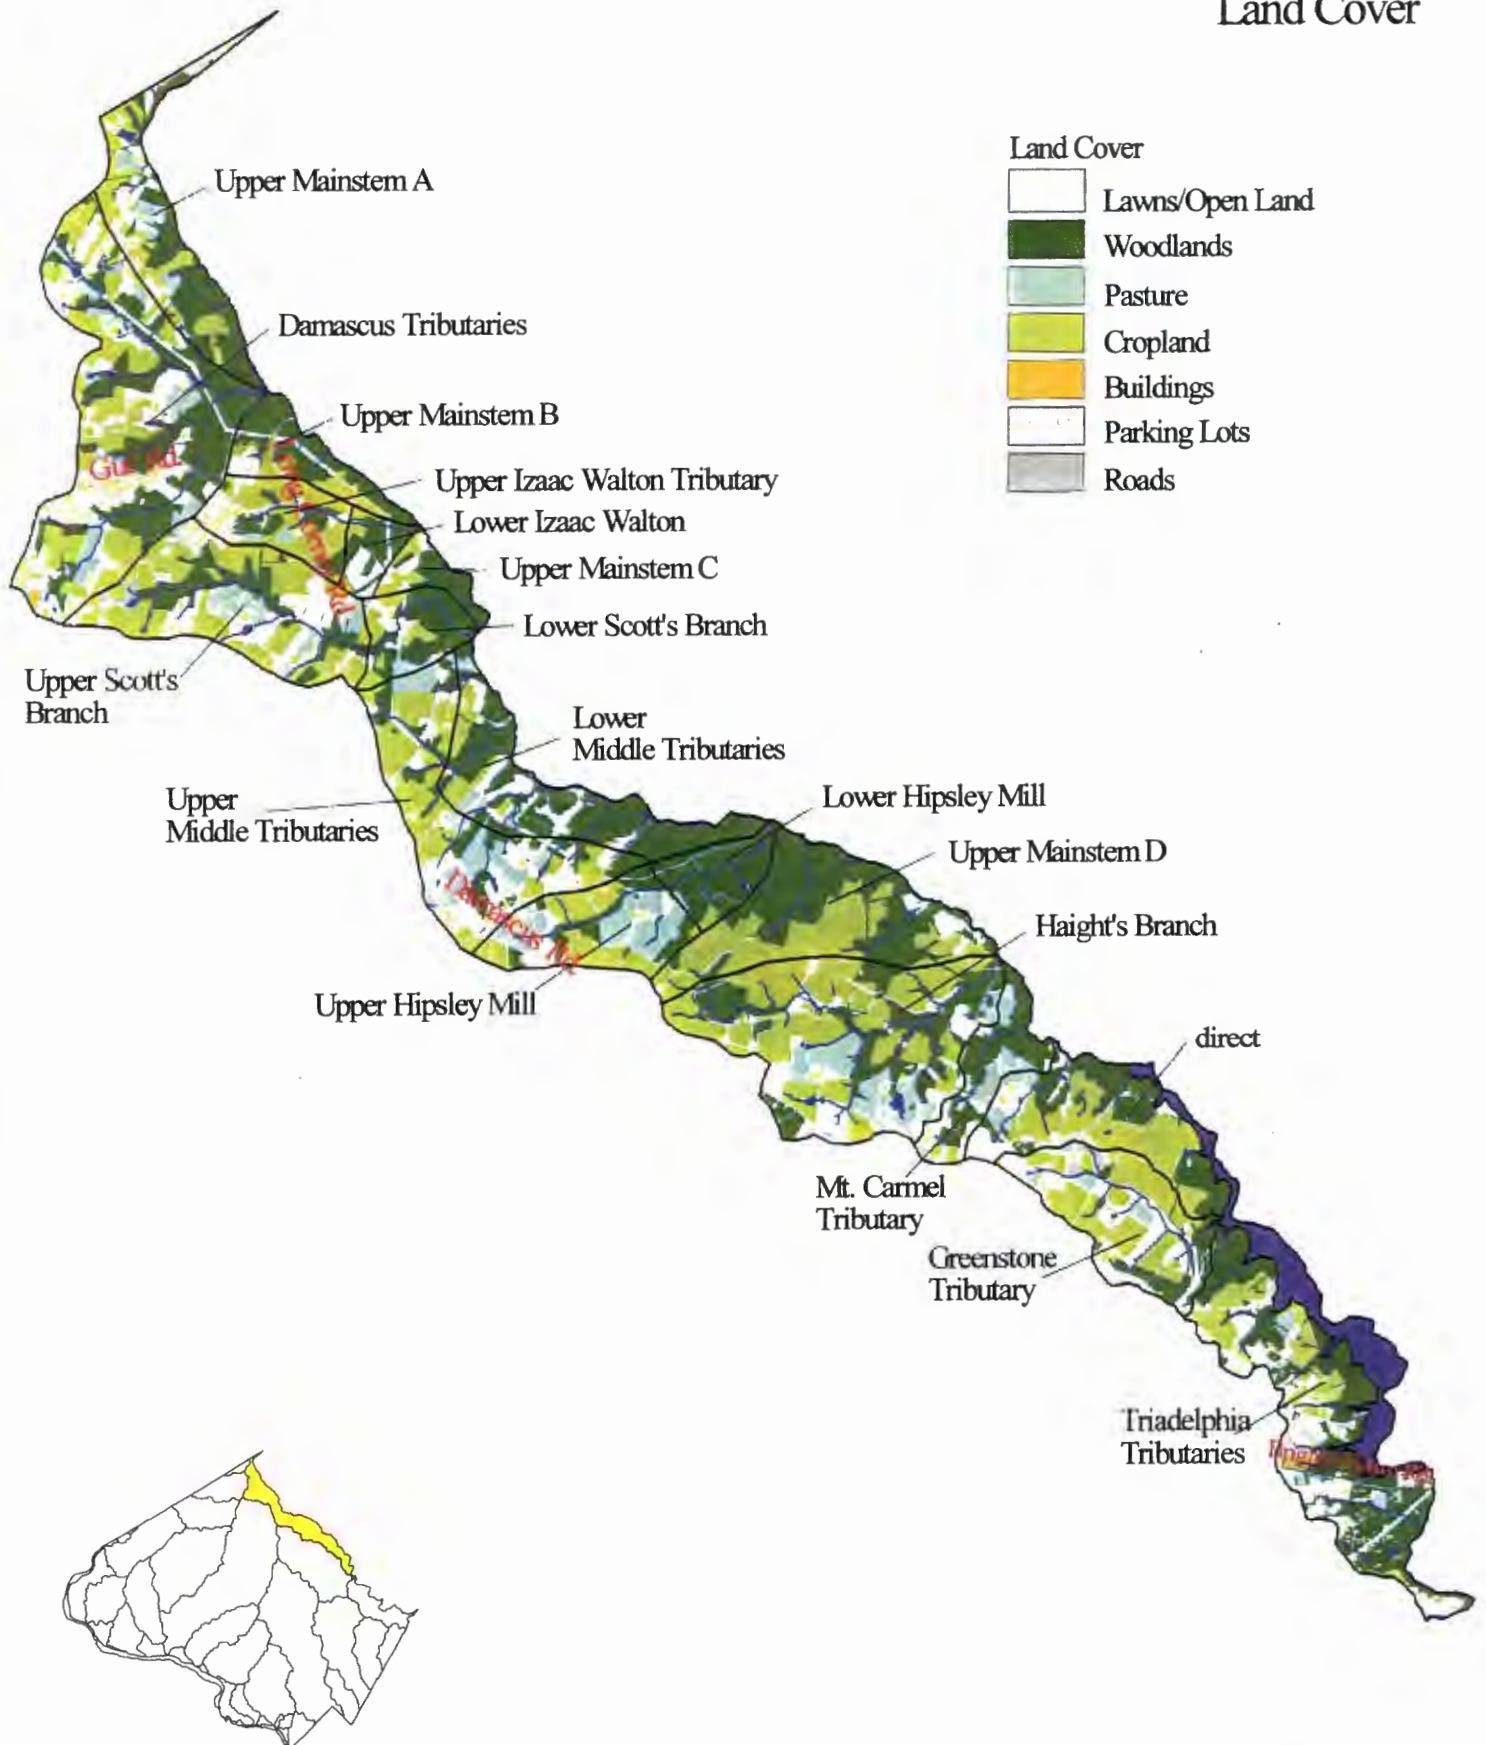 Land Cover
Land Cover
Lawns/Open Land
Woodlands
Pasture
Cropland
Buildings
Parking Lots
Roads
Upper Mainstem A
Damascus Tributaries
Upper Mainstem B
Upper Izaac Walton Tributary
Lower Izaac Walton
Upper Mainstem C
Lower Scott's Branch
Upper Scott's
Branch
Lower
Middle Tributaries
Upper
Middle Tributaries
Lower Hipsley Mill
Upper Mainstem D
Haight's Branch
Damascus Rd.
Upper Hipsley Mill
direct
Mt. Carmel
Tributary
Greenstone
Tributary
Triadelphia
Tributaries